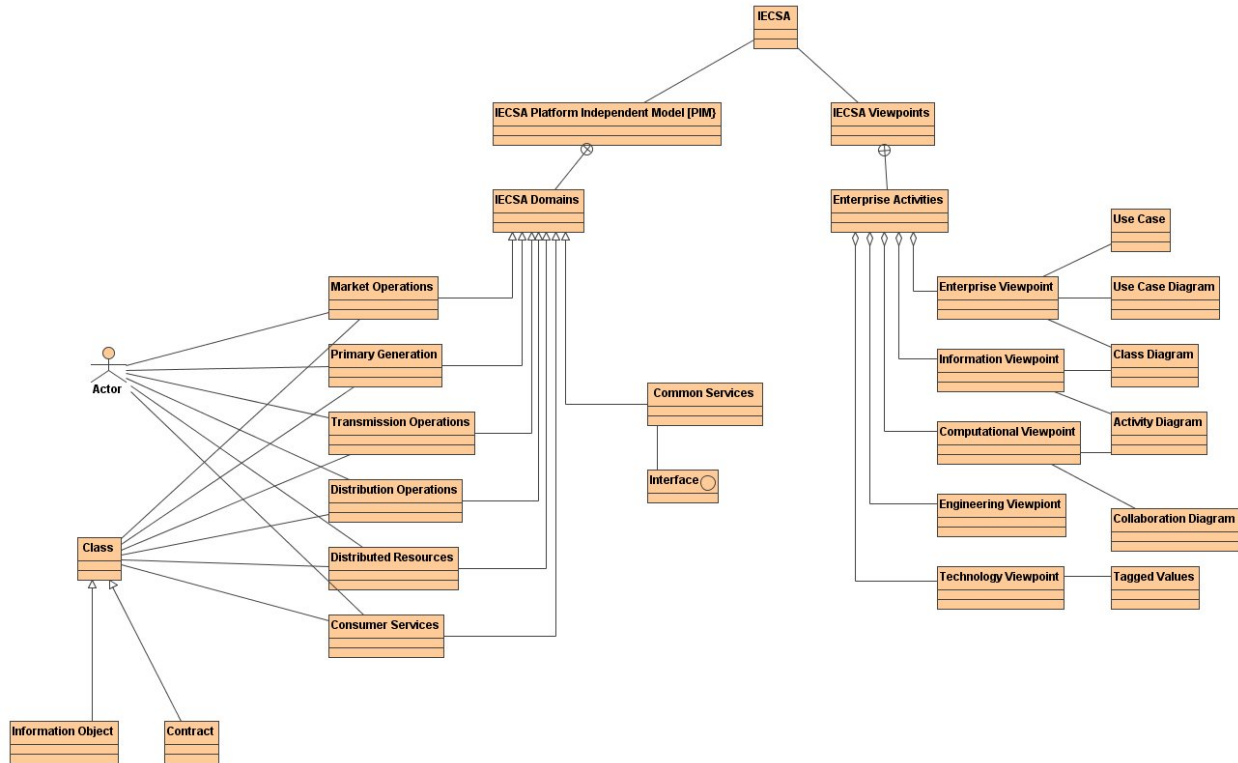 IECSA
IECSA Platform Independent Model [PIM}
IECSA Viewpoints
IECSA Domains
Enterprise Activities
Use Case
Market Operations
Enterprise Viewpoint
Use Case Diagram
Primary Generation
Information Viewpoint
Class Diagram
Actor
Common Services
Transmission Operations
Computational Viewpoint
Activity Diagram
Distribution Operations
Interface
Engineering Viewpiont
Collaboration Diagram
Class
Distributed Resources
Technology Viewpoint
Tagged Values
Consumer Services
Information Object
Contract